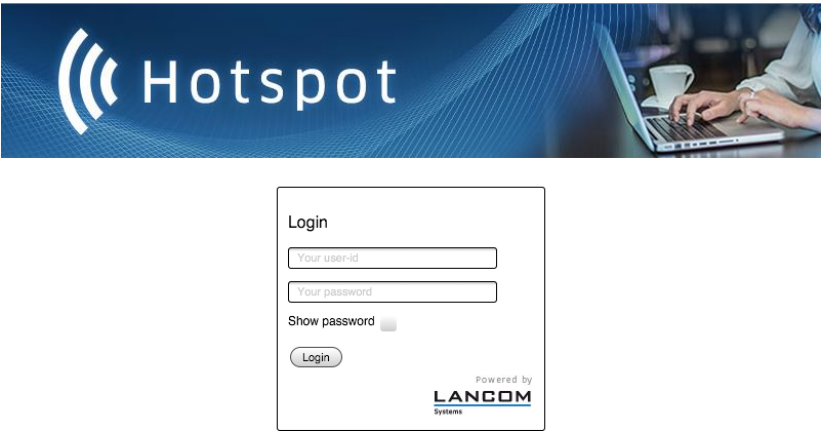 Hotspot
Login
Your user-id
Your password
Show password
Login
Powered by
LANCOM
Systems